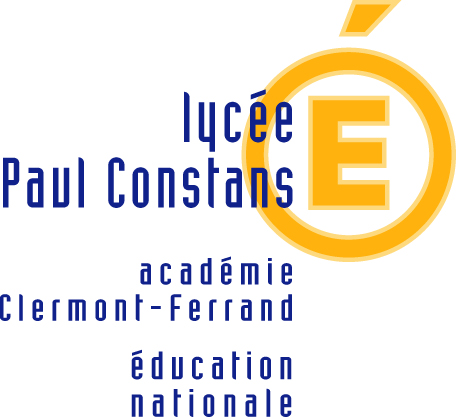 É
lycée
Paul Constans
académie
Clermont-Ferrand
éducation
nationale